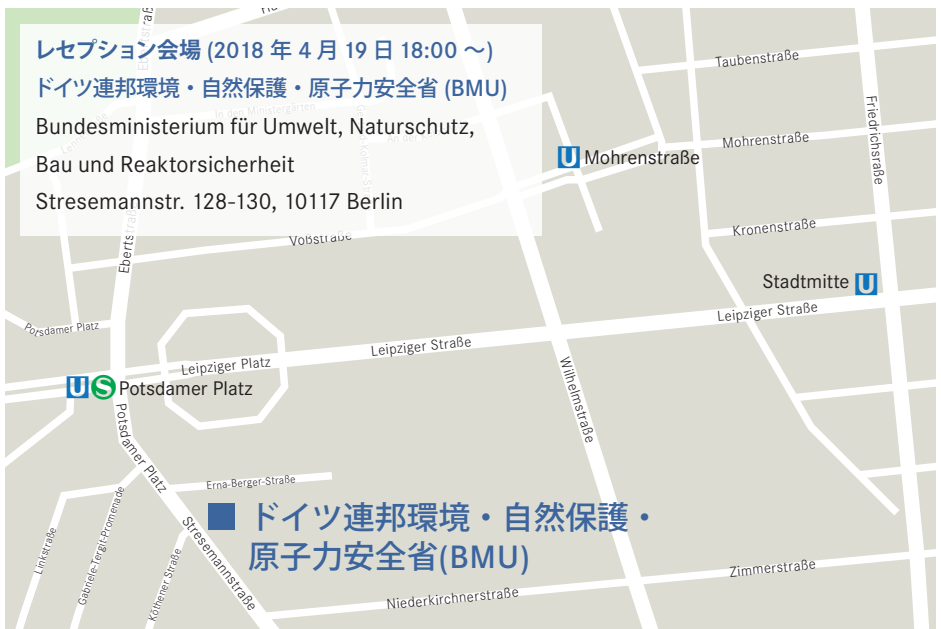 レセプション会場 (2018 年 4 月 19 日 18:00 ～)
ドイツ連邦環境・自然保護・原子力安全省 (BMU)
Bundesministerium für Umwelt, Naturschutz,
Bau und Reaktorsicherheit
Stresemannstr. 128-130, 10117 Berlin
Taubenstraße
Friedrichsraße
Mohrenstraße
U Mohrenstraße
In den Ministergärten
Kronenstraße
Voßstraße
Ebertstraße
Stadtmitte U
Leipziger Straße
Potsdamer Platz
Leipziger Straße
Leipziger Platz
U S Potsdamer Platz
Wilhelmstraße
Potsdamer Platz
Erna-Berger-Straße
ドイツ連邦環境・自然保護・
原子力安全省(BMU)
Stresemannstraße
Linkstraße
Gabriele-Tergit-Promenade
Köthener Straße
Zimmerstraße
Niederkirchnerstraße